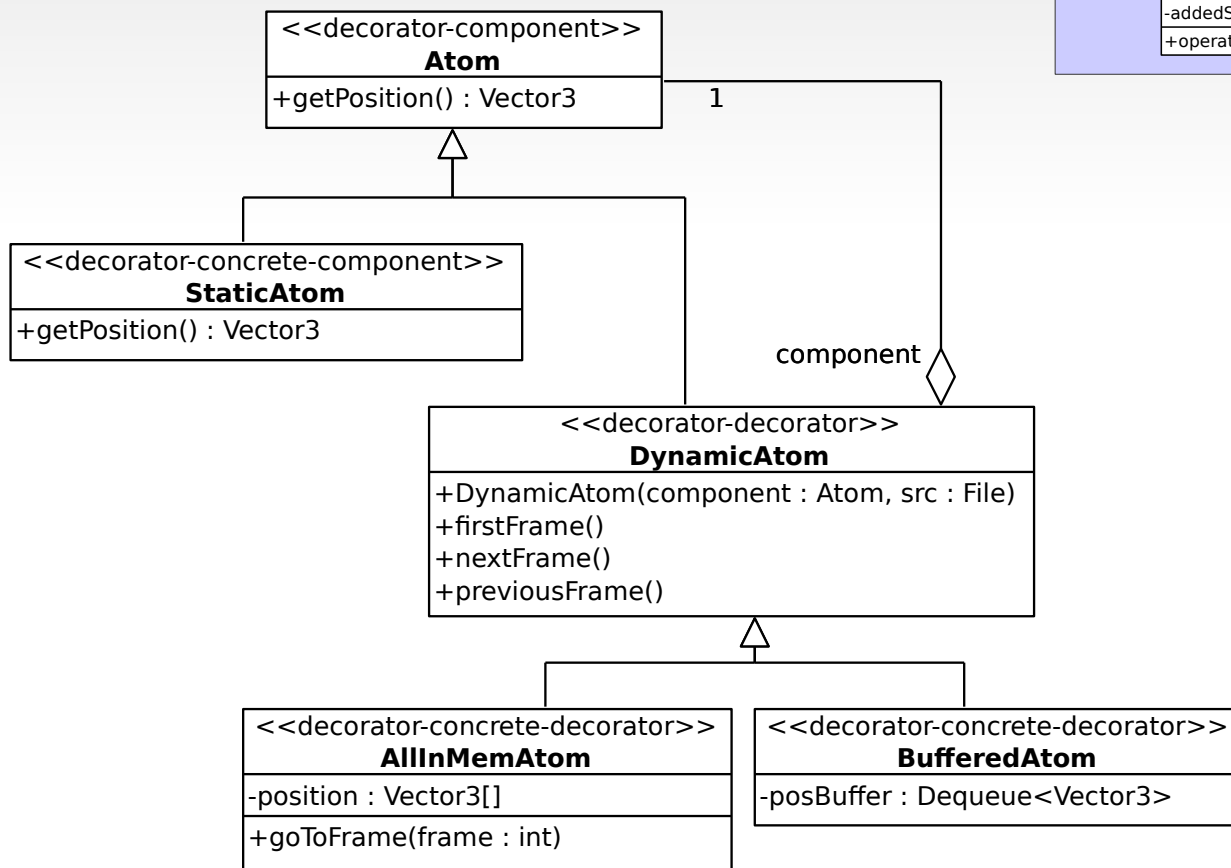 <<decorator-component>>
Atom
+getPosition() : Vector3
1
<<decorator-concrete-component>>
StaticAtom
+getPosition() : Vector3
component
<<decorator-decorator>>
DynamicAtom
+DynamicAtom(component : Atom, src : File)
+firstFrame()
+nextFrame()
+previousFrame()
<<decorator-concrete-decorator>>
AllInMemAtom
-position : Vector3[]
+goToFrame(frame : int)
<<decorator-concrete-decorator>>
BufferedAtom
-posBuffer : Dequeue<Vector3>